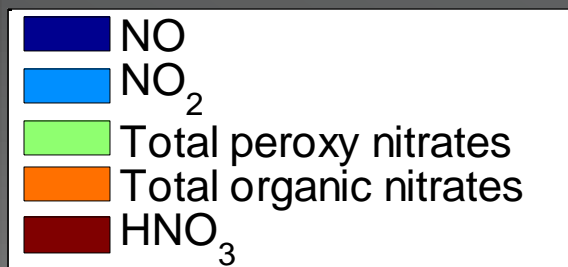 NO
NO₂
Total peroxy nitrates
Total organic nitrates
HNO₃